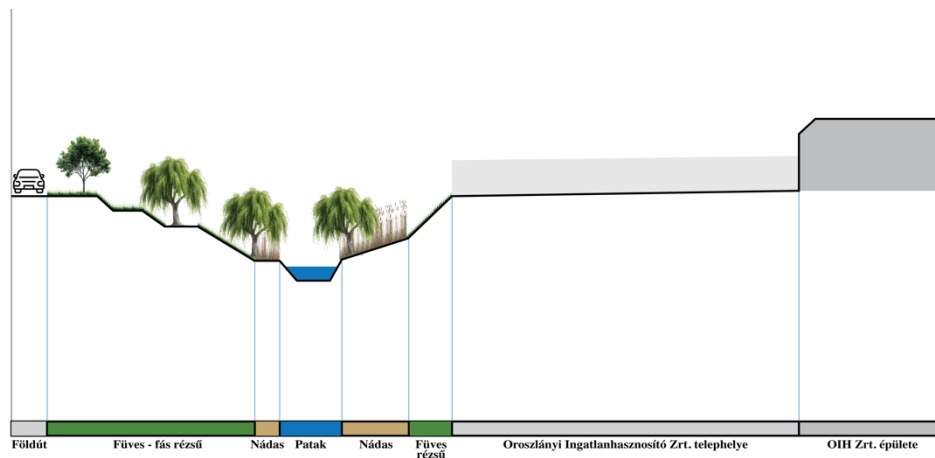 Földút
Füves - fás rézsű
Nádas
Patak
Nádas
Füves
rézsű
Oroszlányi Ingatlanhasznosító Zrt. telephelye
OIH Zrt. épülete